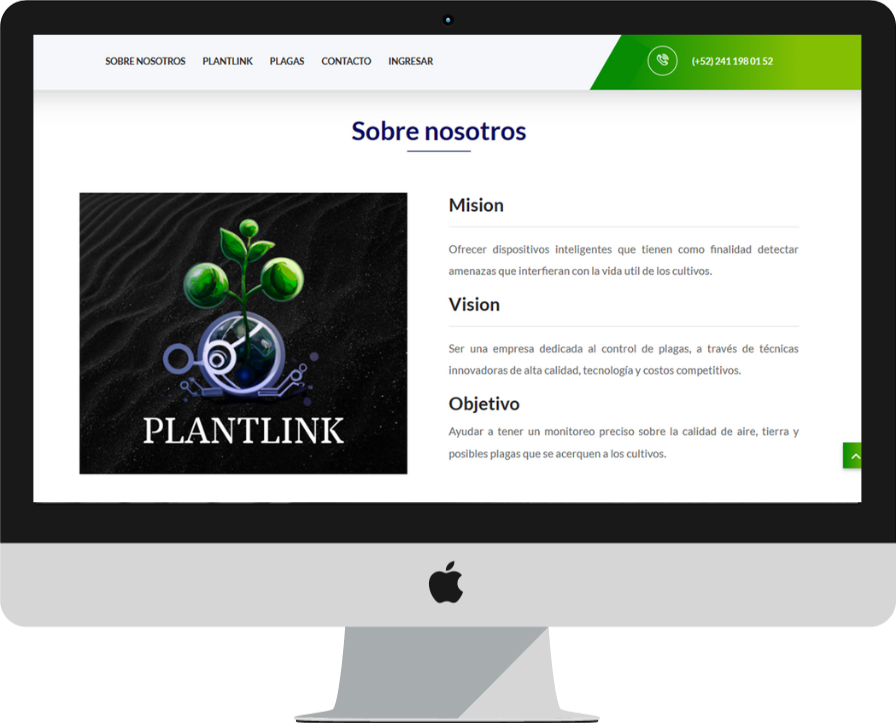 SOBRE NOSOTROS PLANTLINK PLAGAS CONTACTO INGRESAR (+52) 241 198 01 52
Sobre nosotros
PLANTLINK
Mision
Ofrecer dispositivos inteligentes que tienen como finalidad detectar
amenazas que interfieran con la vida util de los cultivos.
Vision
Ser una empresa dedicada al control de plagas, a través de técnicas
innovadoras de alta calidad, tecnología y costos competitivos.
Objetivo
Ayudar a tener un monitoreo preciso sobre la calidad de aire, tierra y
posibles plagas que se acerquen a los cultivos.